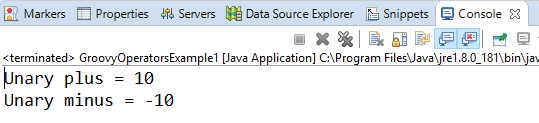 Markers Properties Servers Data Source Explorer Snippets Console
<terminated> GroovyOperatorsExample1 [Java Application] C:\Program Files\Java\jre1.8.0_181\bin\jav
Unary plus = 10
Unary minus = -10